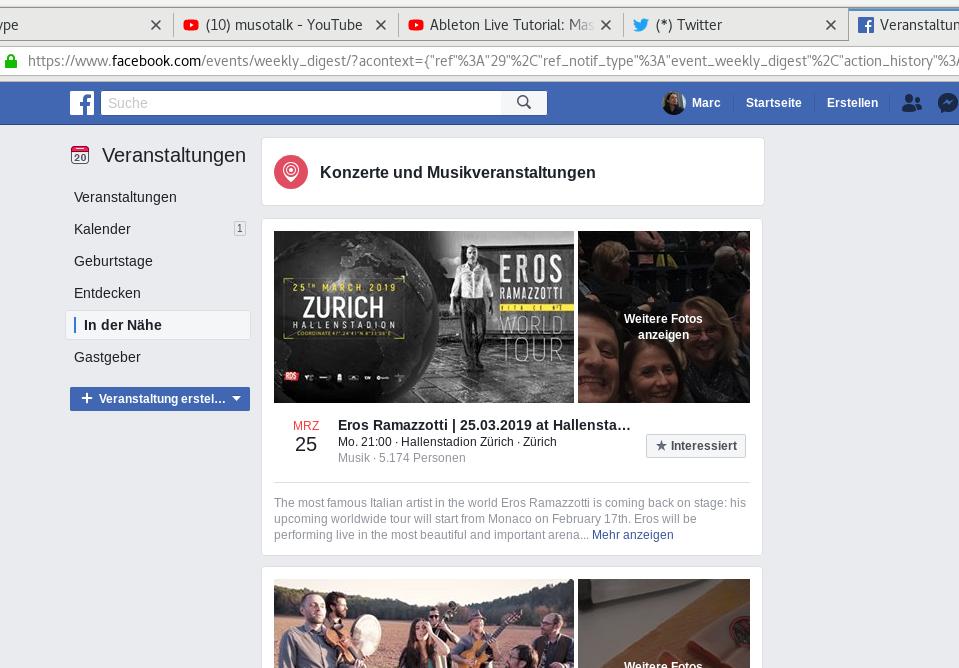 ype
(10) musotalk - YouTube
Ableton Live Tutorial: Mas
(*) Twitter
Veranstaltun
https://www.facebook.com/events/weekly_digest/?acontext={"ref"%3A"29"%2C"ref_notif_type"%3A"event_weekly_digest"%2C"action_history"%3A
Suche
Marc
Startseite
Erstellen
20
Veranstaltungen
Veranstaltungen
Kalender
1
Geburtstage
Entdecken
In der Nähe
Gastgeber
+ Veranstaltung erstel...
Konzerte und Musikveranstaltungen
25TH MARCH 2019
ZURICH
HALLENSTADION
COORDINATE 47°24'41"N 8°33'06"E
RDS
EROS
RAMAZZOTTI
VITA CE N'È
WORLD
TOUR
Weitere Fotos
anzeigen
MRZ
25
Eros Ramazzotti | 25.03.2019 at Hallensta...
Mo. 21:00 · Hallenstadion Zürich · Zürich
Musik · 5.174 Personen
Interessiert
The most famous Italian artist in the world Eros Ramazzotti is coming back on stage: his
upcoming worldwide tour will start from Monaco on February 17th. Eros will be
performing live in the most beautiful and important arena... Mehr anzeigen
Weitere Fotos